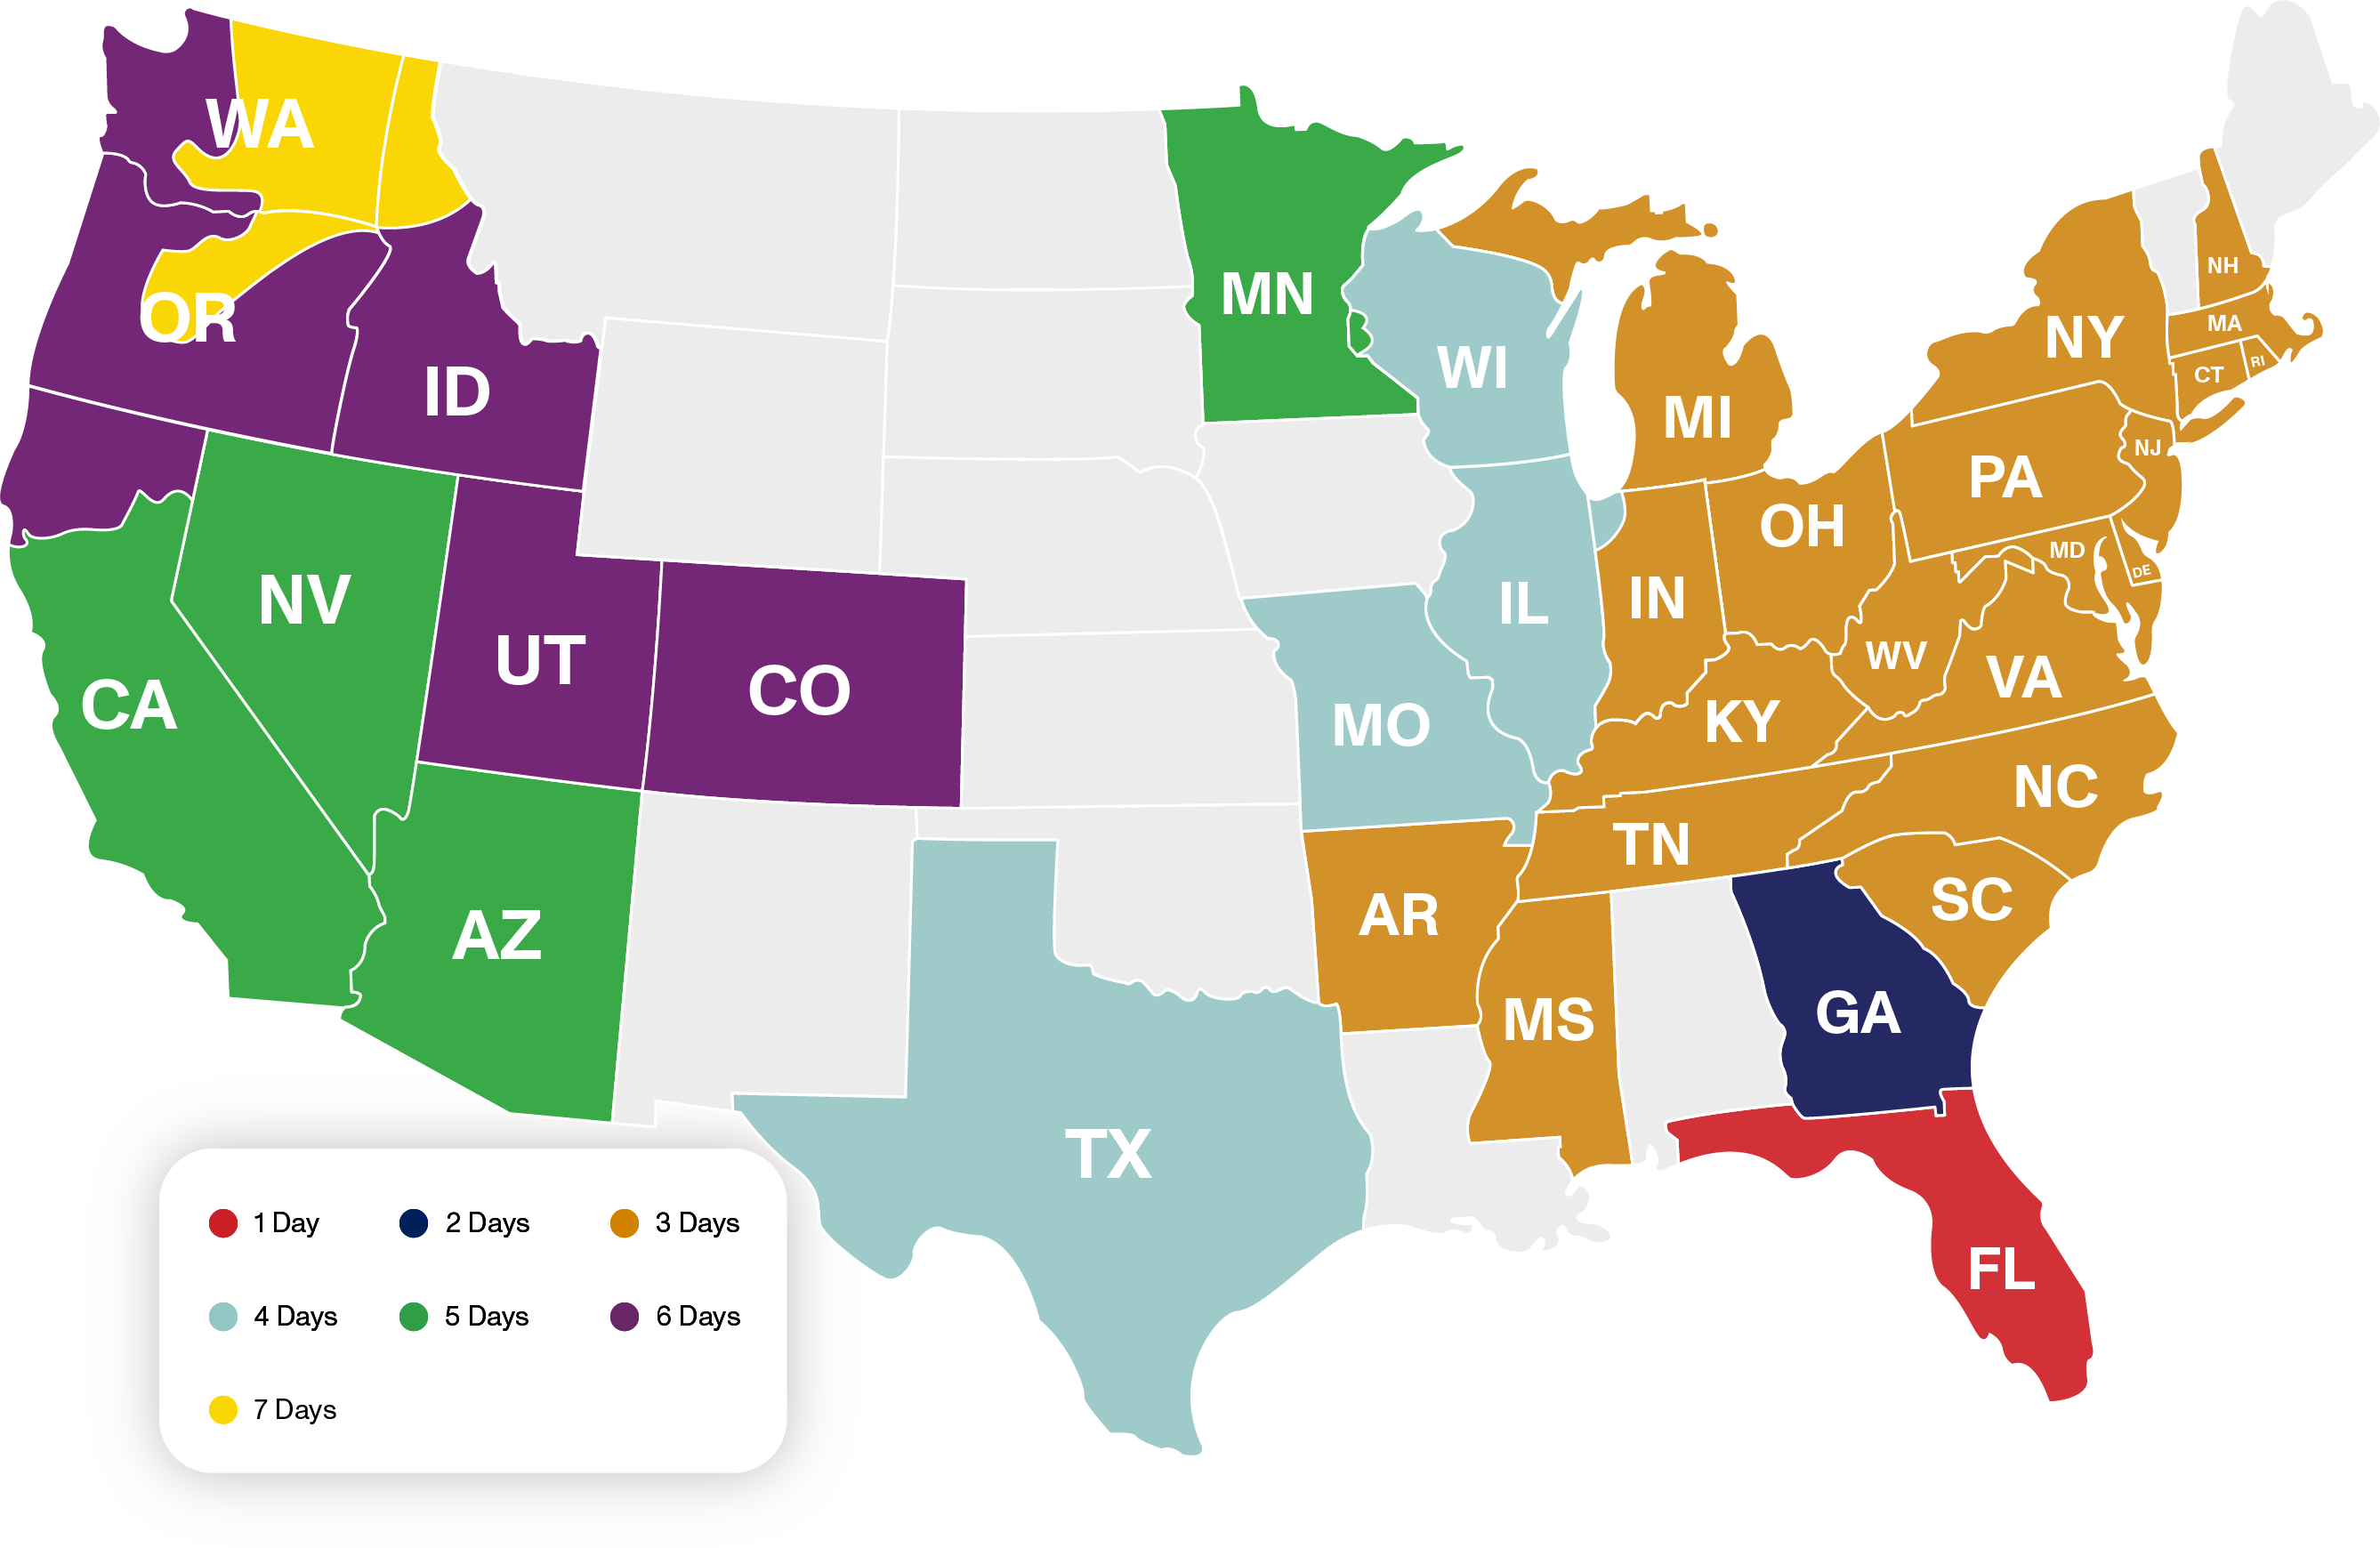 WA
OR
ID
MN
WI
MI
NY
NH
MA
CT
RI
PA
NJ
OH
MD
DE
NV
UT
CO
CA
IL
IN
WV
VA
MO
KY
NC
TN
AZ
AR
SC
MS
GA
TX
FL
1 Day
2 Days
3 Days
4 Days
5 Days
6 Days
7 Days